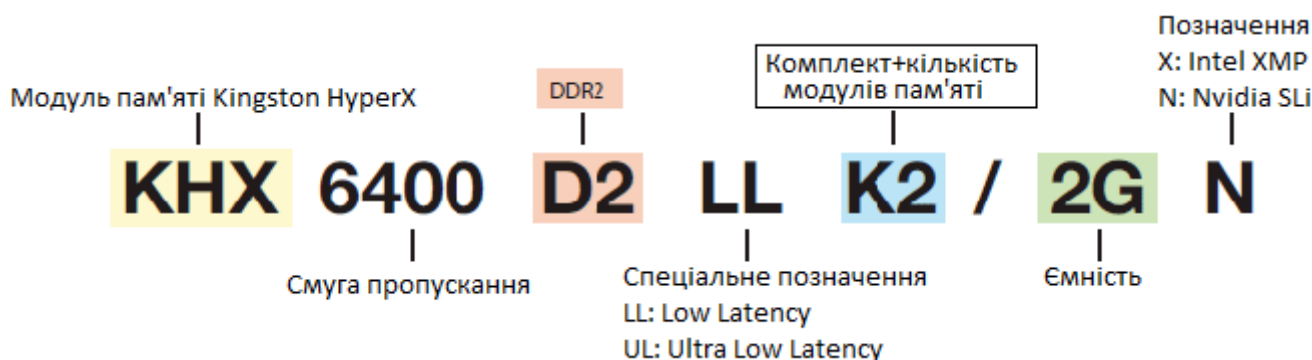 Позначення
X: Intel XMP
N: Nvidia SLi
Комплект+кількість
модулів пам'яті
DDR2
Модуль пам'яті Kingston HyperX
KHX 6400 D2 LL K2 / 2G N
Смуга пропускання
Спеціальне позначення
LL: Low Latency
UL: Ultra Low Latency
Ємність